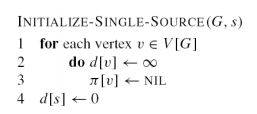 INITIALIZE-SINGLE-SOURCE(G, s)
1 for each vertex v ∈ V[G]
2 do d[v] ← ∞
3 π[v] ← NIL
4 d[s] ← 0